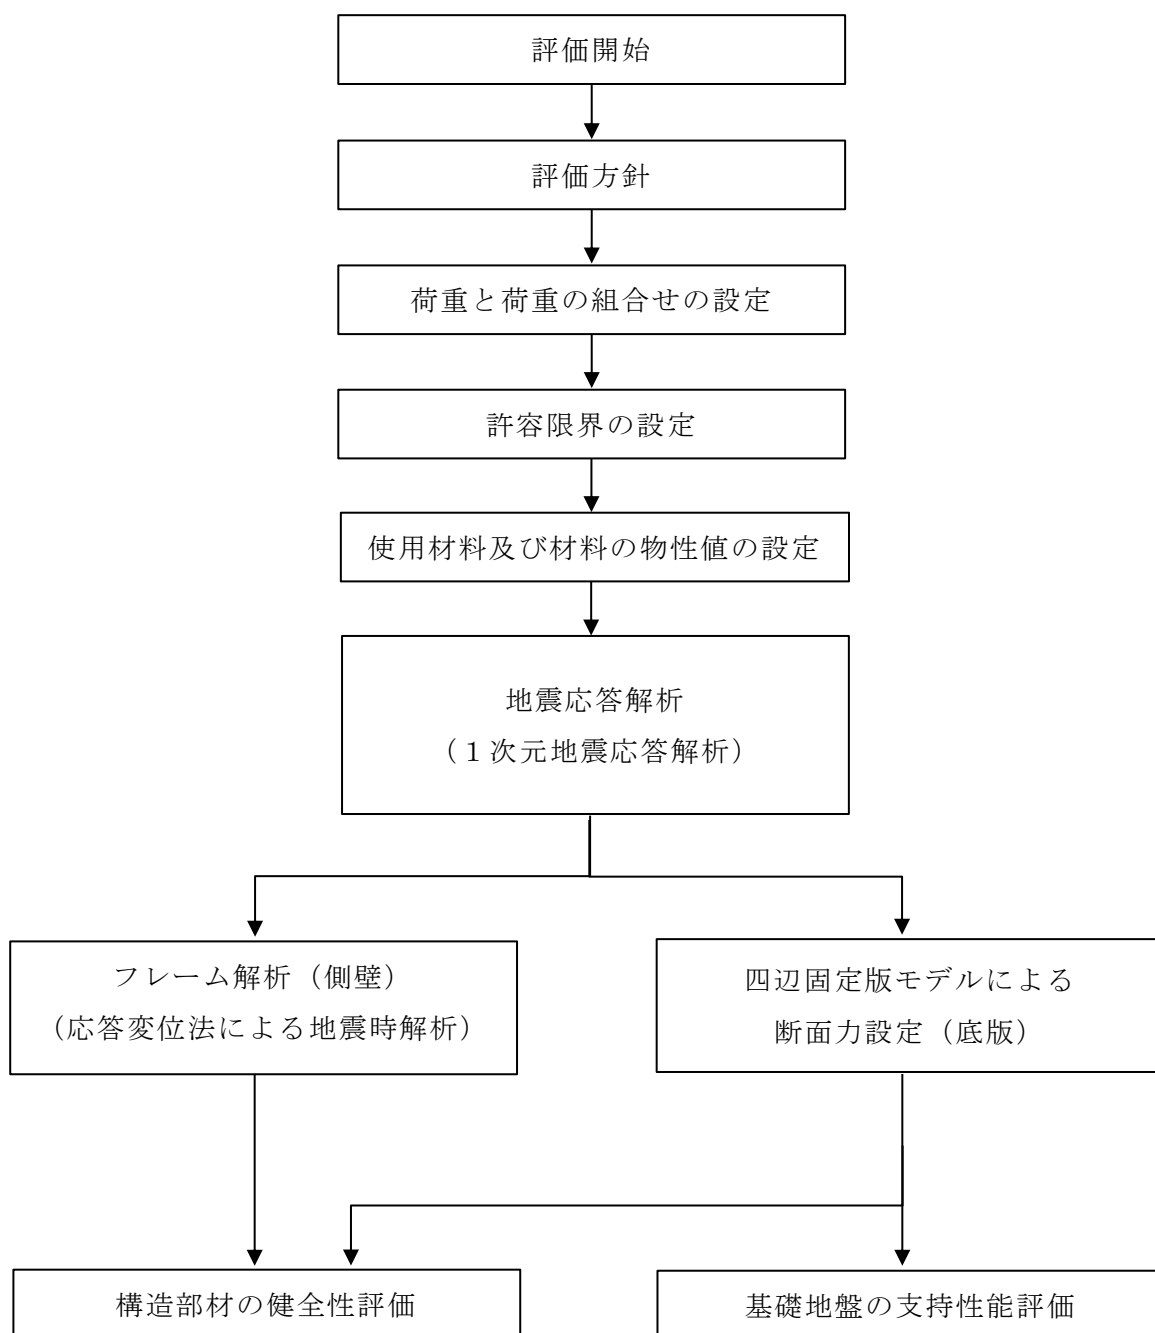 評価開始
評価方針
荷重と荷重の組合せの設定
許容限界の設定
使用材料及び材料の物性値の設定
地震応答解析
（１次元地震応答解析）
フレーム解析（側壁）
（応答変位法による地震時解析）
四辺固定版モデルによる
断面力設定（底版）
構造部材の健全性評価
基礎地盤の支持性能評価